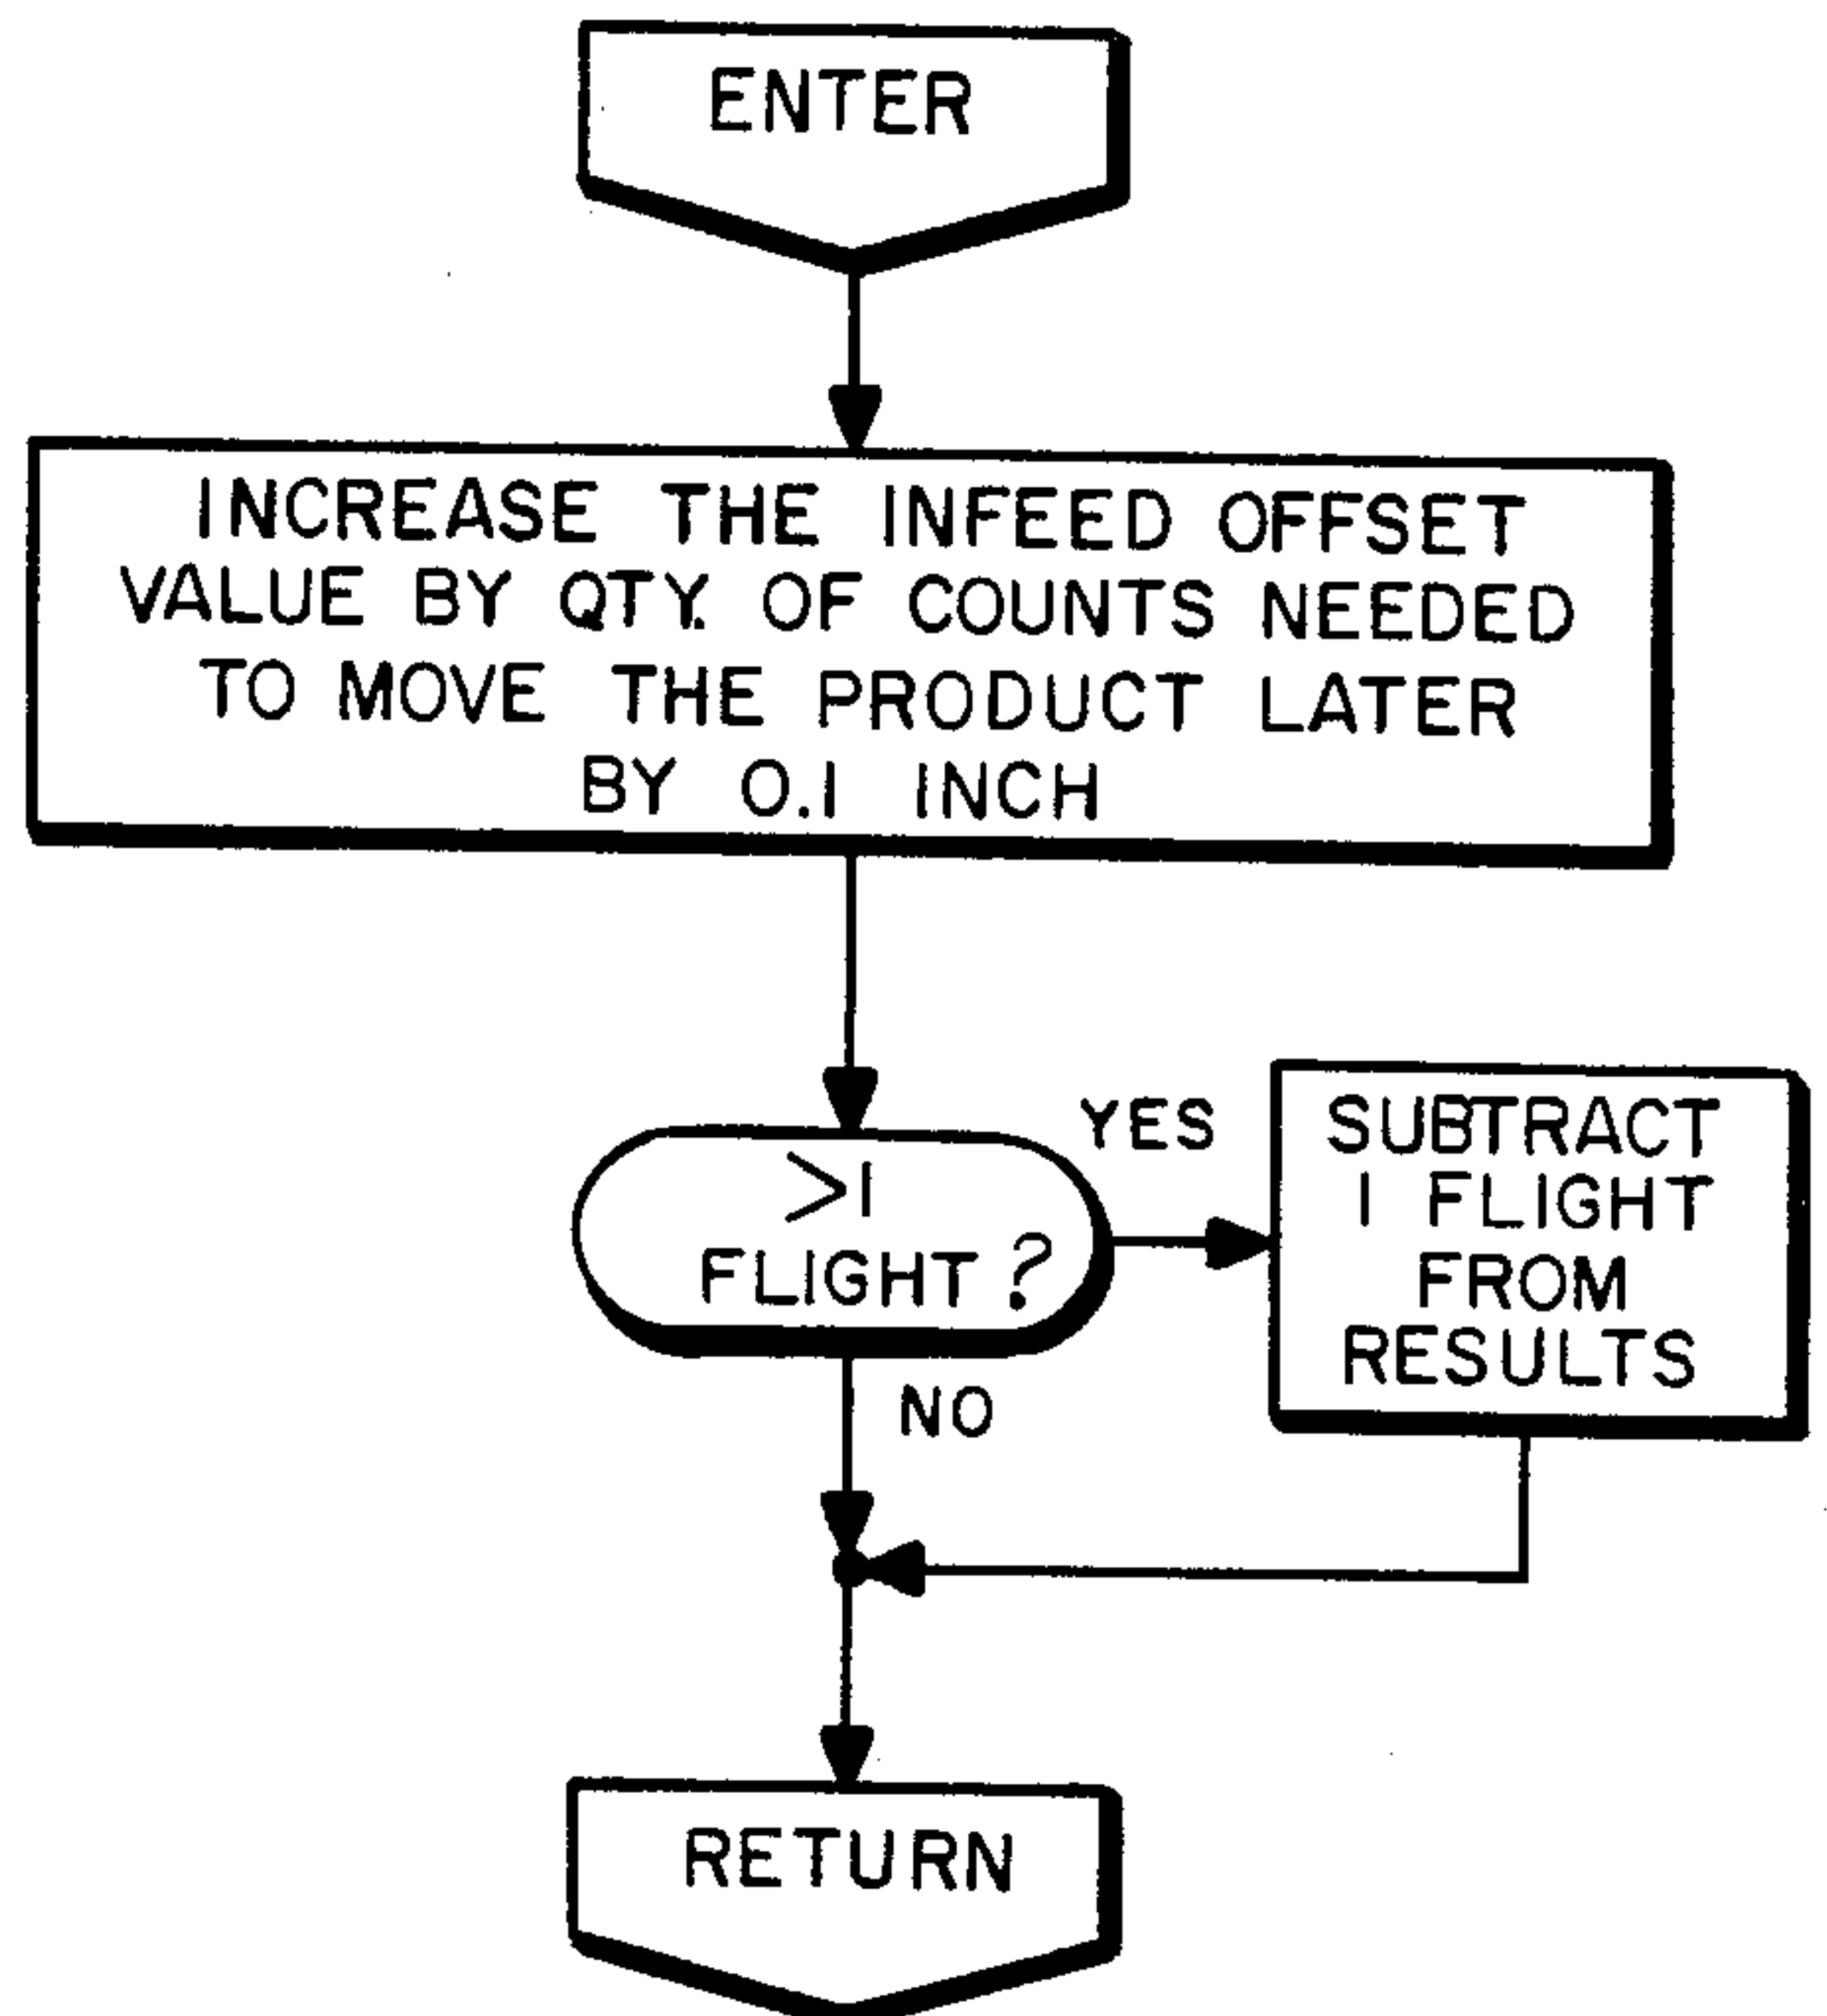 ENTER
INCREASE THE INFEED OFFSET
VALUE BY QTY. OF COUNTS NEEDED
TO MOVE THE PRODUCT LATER
BY 0.1 INCH
>1
FLIGHT?
YES
SUBTRACT
1 FLIGHT
FROM
RESULTS
NO
RETURN